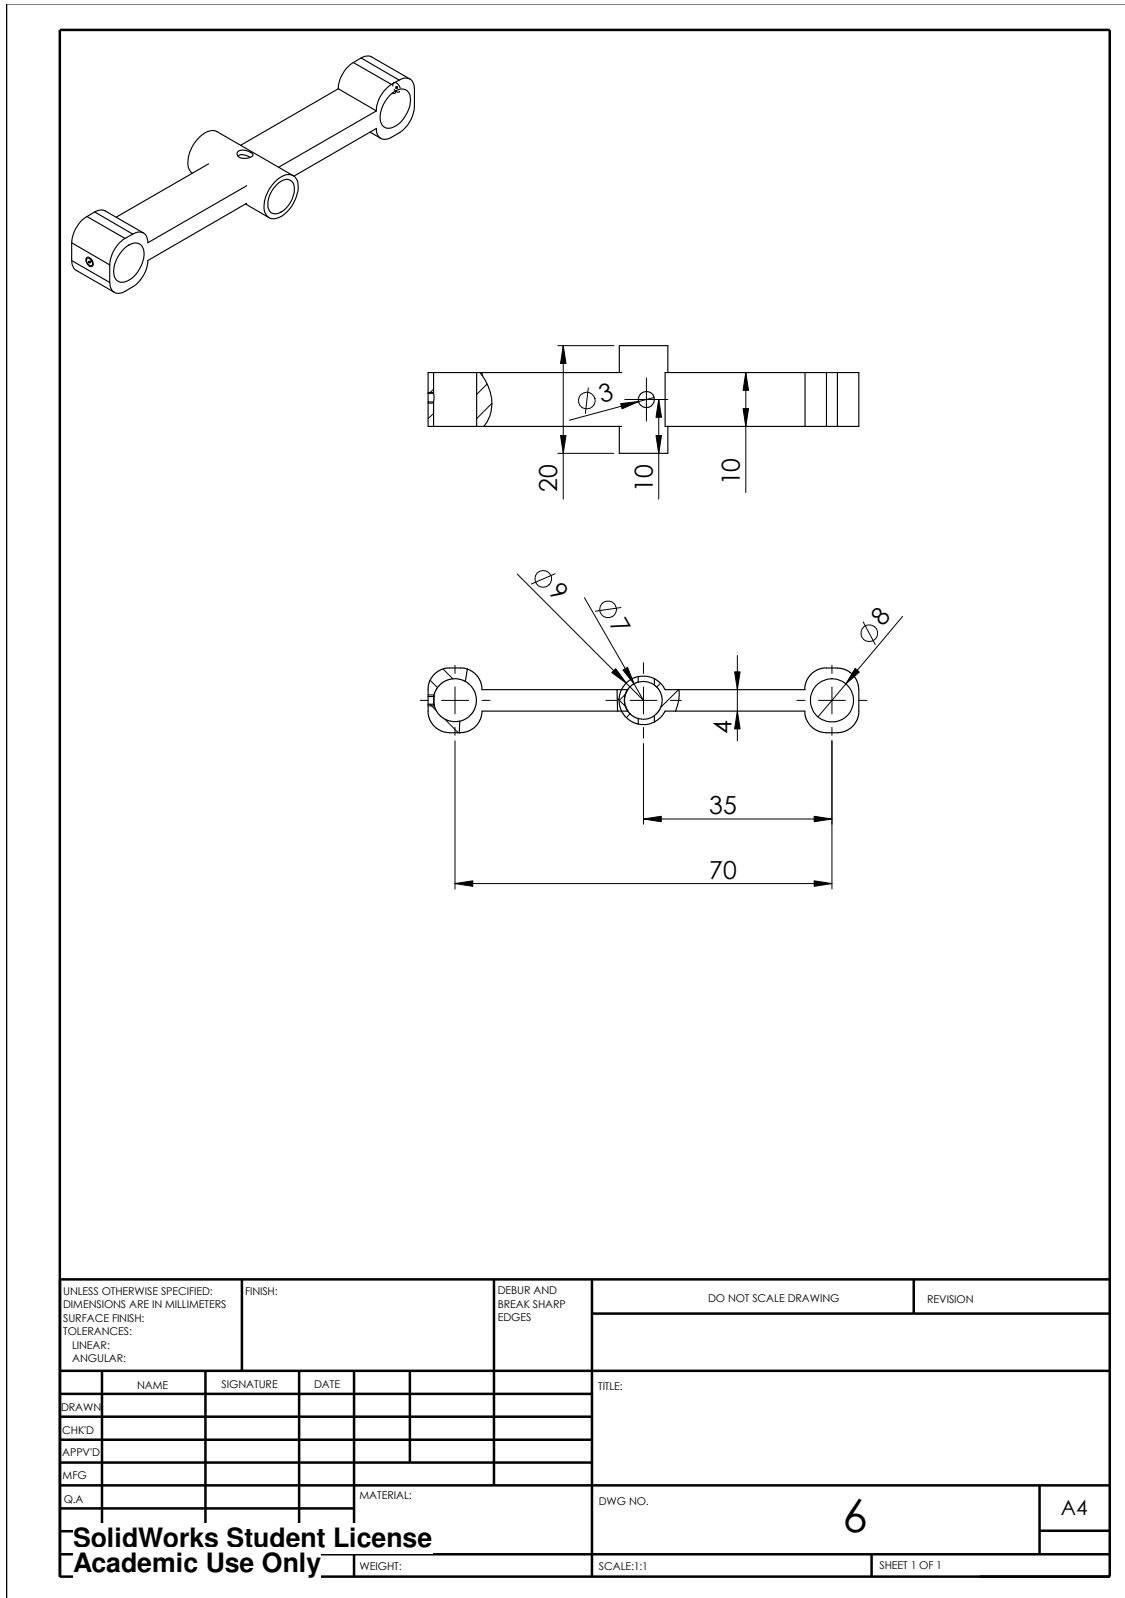 ⌀3
20
10
10
⌀9
⌀7
⌀8
4
35
70
UNLESS OTHERWISE SPECIFIED:
DIMENSIONS ARE IN MILLIMETERS
SURFACE FINISH:
TOLERANCES:
LINEAR:
ANGULAR:
FINISH:
DEBUR AND
BREAK SHARP
EDGES
DO NOT SCALE DRAWING
REVISION
NAME
SIGNATURE
DATE
TITLE:
DRAWN
CHK'D
APPV'D
MFG
Q.A
MATERIAL:
DWG NO.
6
A4
SolidWorks Student License
Academic Use Only
WEIGHT:
SCALE:1:1
SHEET 1 OF 1